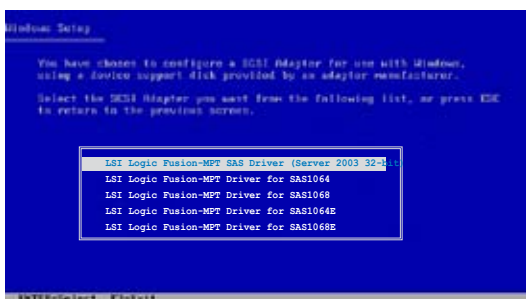 Windows Setup
You have chosen to configure a SCSI Adapter for use with Windows,
using a device support disk provided by an adapter manufacturer.
Select the SCSI Adapter you want from the following list, or press ESC
to return to the previous screen.
LSI Logic Fusion-MPT SAS Driver (Server 2003 32-bit)
LSI Logic Fusion-MPT Driver for SAS1064
LSI Logic Fusion-MPT Driver for SAS1068
LSI Logic Fusion-MPT Driver for SAS1064E
LSI Logic Fusion-MPT Driver for SAS1068E
ENTER=Select F3=Exit